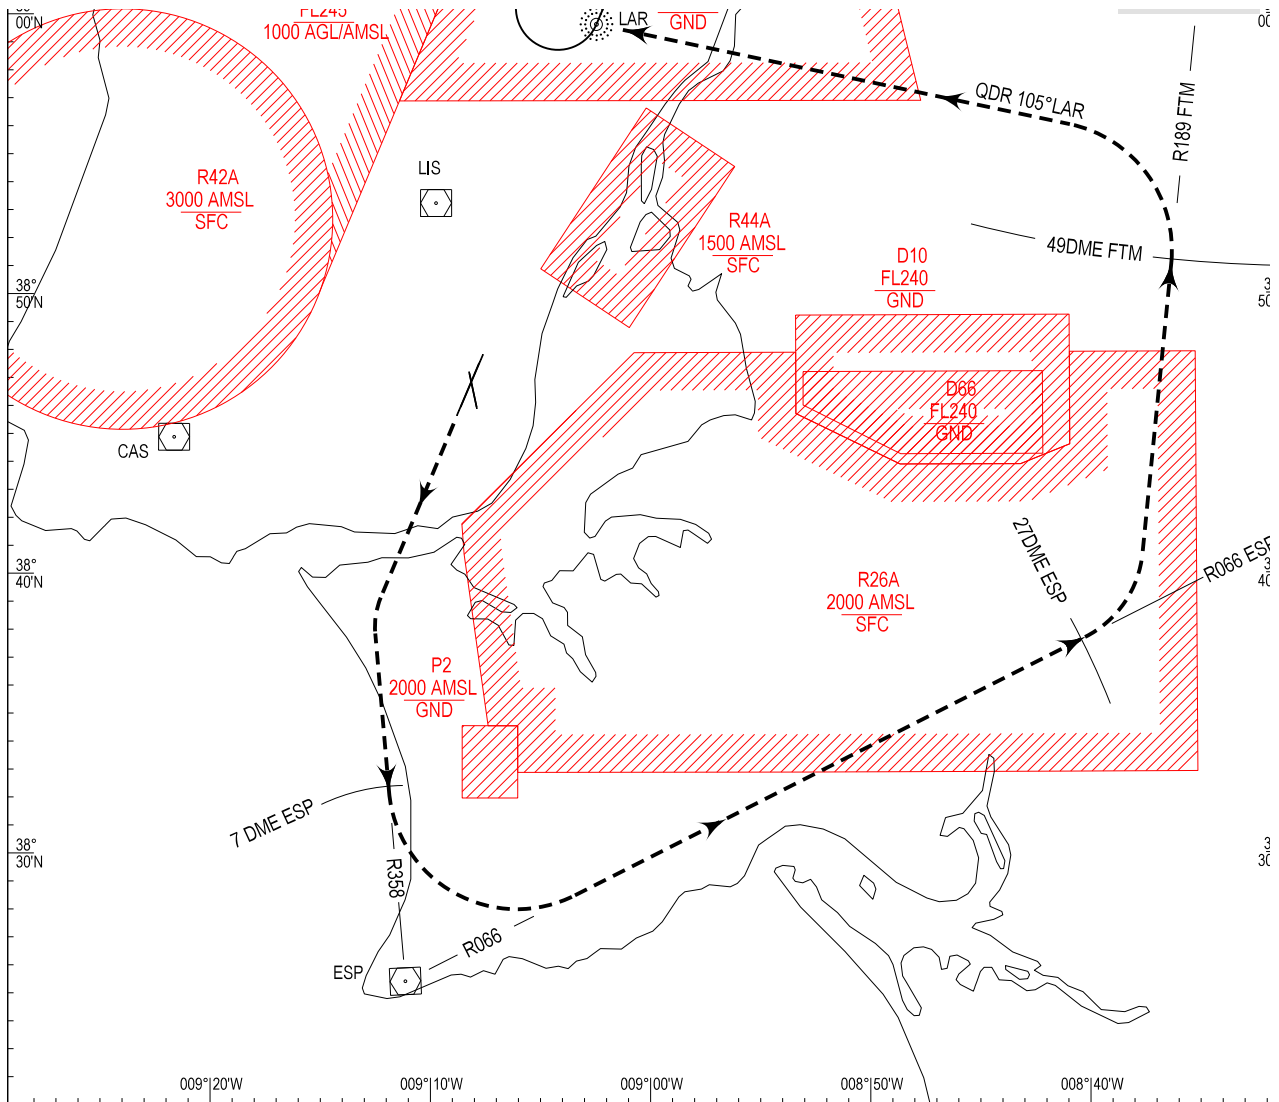 00'N
FL245
1000 AGL/AMSL
LAR
GND
QDR 105°LAR
R189 FTM
LIS
R42A
3000 AMSL
SFC
R44A
1500 AMSL
SFC
49DME FTM
D10
FL240
GND
38°
50'N
D66
FL240
GND
CAS
27DME ESP
R066 ESP
38°
40'N
R26A
2000 AMSL
SFC
P2
2000 AMSL
GND
7 DME ESP
38°
30'N
R358
R066
ESP
009°20'W
009°10'W
009°00'W
008°50'W
008°40'W